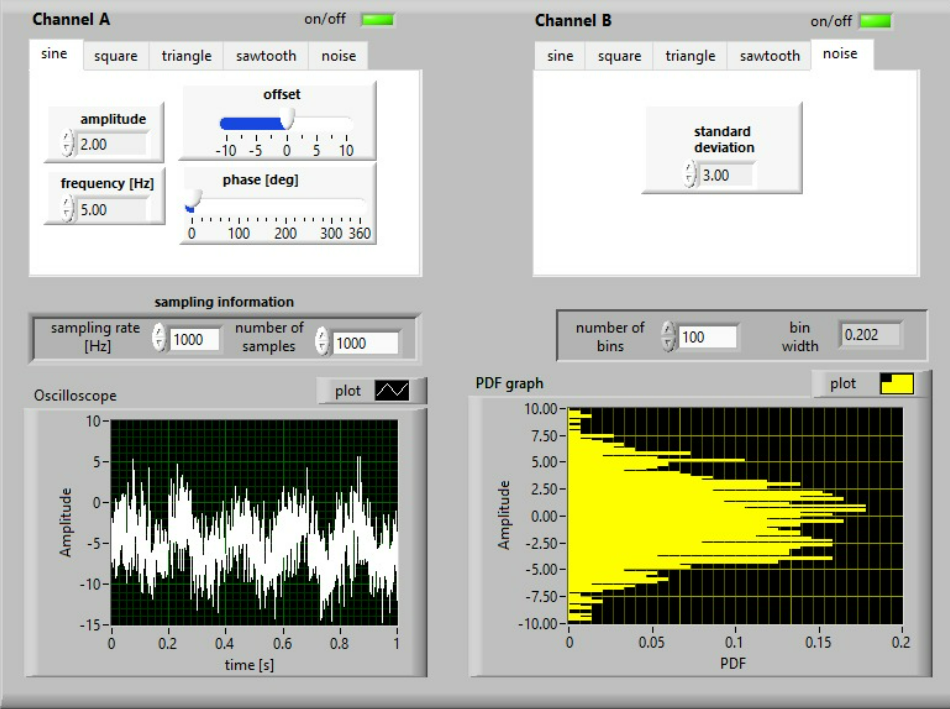 Channel A
on/off
sine square triangle sawtooth noise
amplitude
2.00
frequency [Hz]
5.00
offset
-10 -5 0 5 10
phase [deg]
0 100 200 300 360
Channel B
on/off
sine square triangle sawtooth noise
standard
deviation
3.00
sampling information
sampling rate
[Hz]
1000
number of
samples
1000
number of
bins
100
bin
width
0.202
Oscilloscope
plot
Amplitude
10
5
0
-5
-10
-15
0 0.2 0.4 0.6 0.8 1
time [s]
PDF graph
plot
Amplitude
10.00
7.50
5.00
2.50
0.00
-2.50
-5.00
-7.50
-10.00
0 0.05 0.1 0.15 0.2
PDF